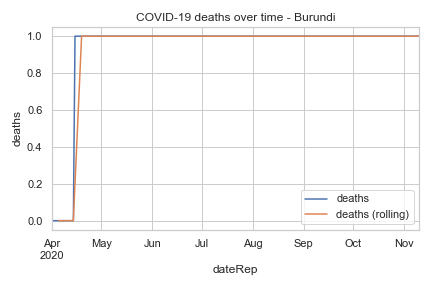 COVID-19 deaths over time - Burundi
1.0
0.8
0.6
0.4
0.2
0.0
deaths
deaths
deaths (rolling)
Apr May Jun Jul Aug Sep Oct Nov
2020
dateRep